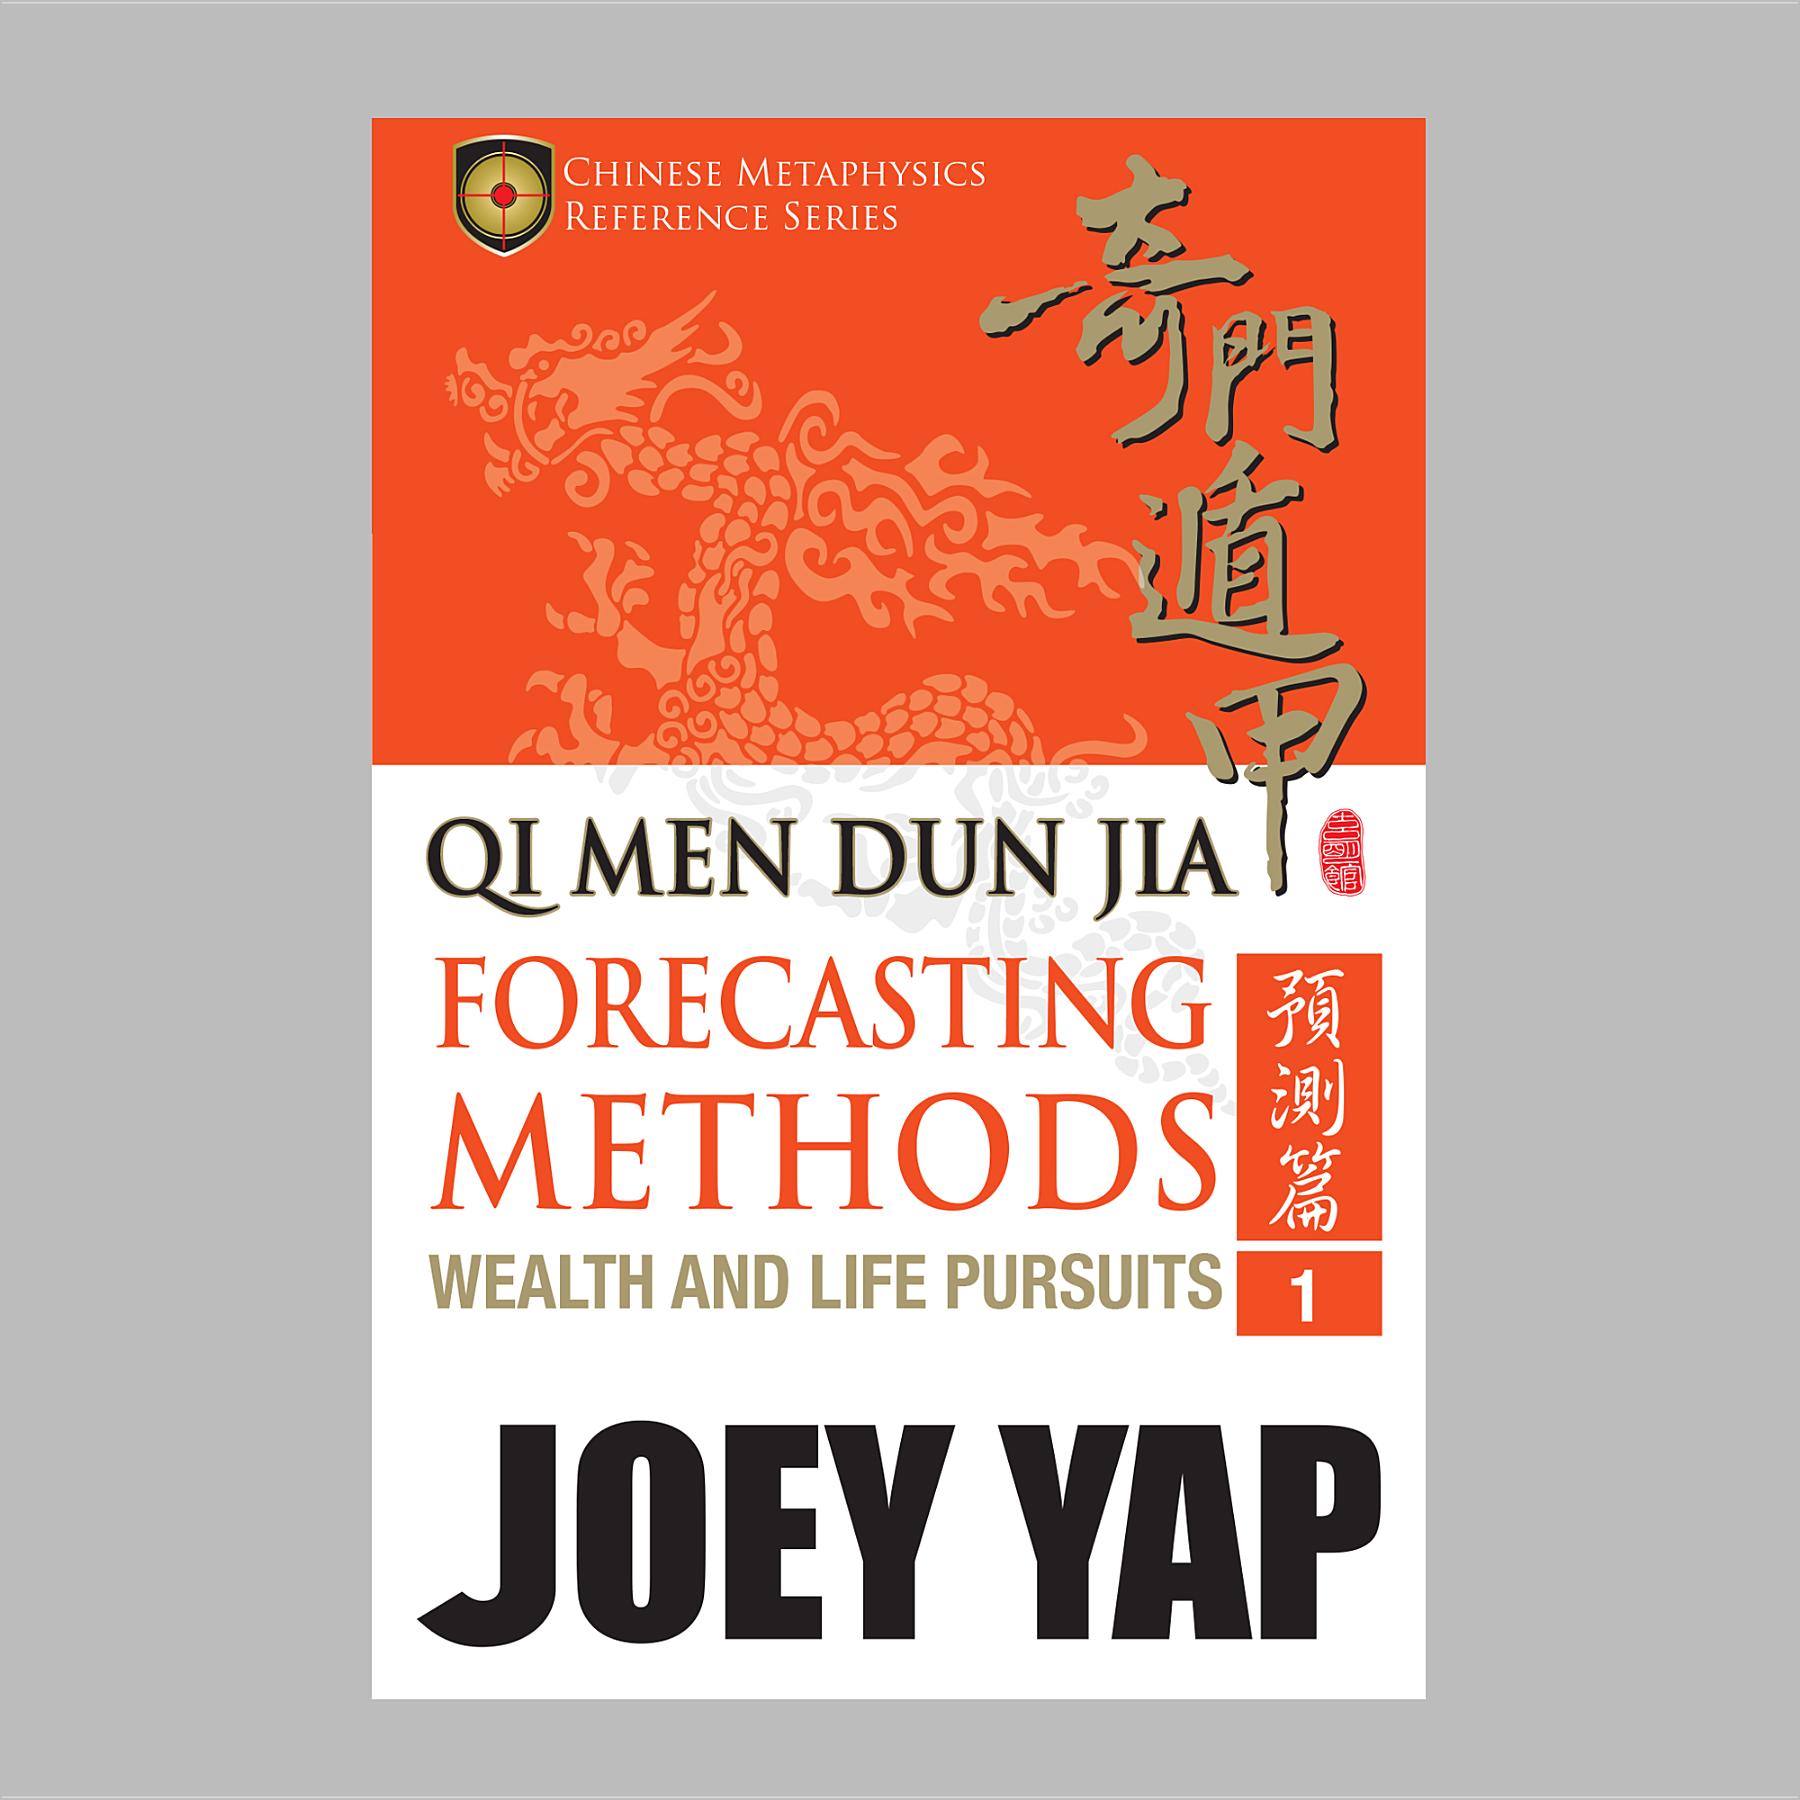 CHINESE METAPHYSICS
REFERENCE SERIES
奇門遁甲
QI MEN DUN JIA
FORECASTING
METHODS
預測篇
WEALTH AND LIFE PURSUITS
1
JOEY YAP